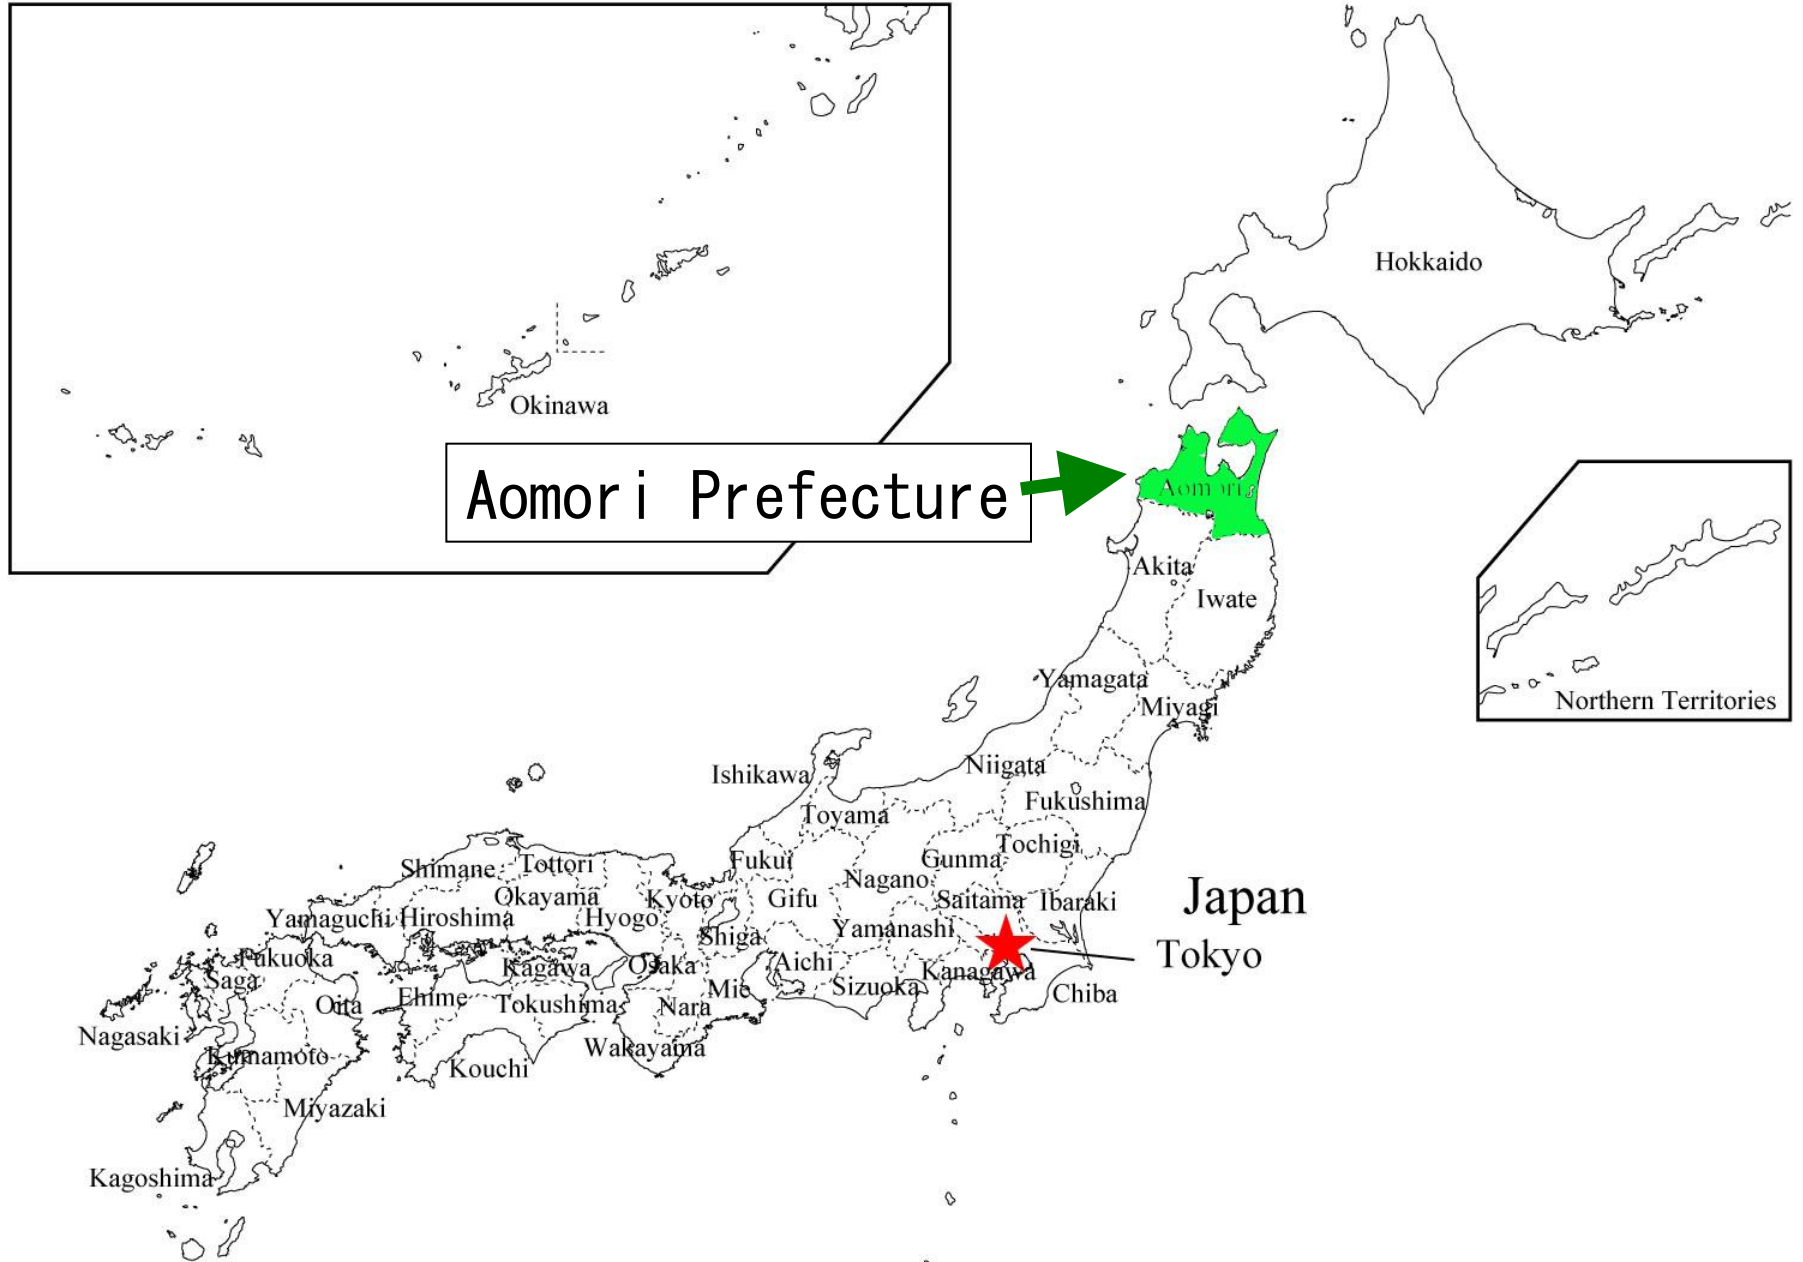 Hokkaido
Okinawa
Aomori Prefecture
Aomori
Akita
Iwate
Yamagata
Miyagi
Northern Territories
Niigata
Ishikawa
Fukushima
Toyama
Tochigi
Gunma
Fukui
Shimane
Tottori
Nagano
Okayama
Kyoto
Gifu
Saitama
Ibaraki
Japan
Yamaguchi
Hiroshima
Hyogo
Shiga
Yamanashi
Tokyo
Fukuoka
Kagawa
Osaka
Aichi
Kanagawa
Saga
Mie
Sizuoka
Chiba
Oita
Ehime
Tokushima
Nara
Nagasaki
Kumamoto
Wakayama
Kouchi
Miyazaki
Kagoshima